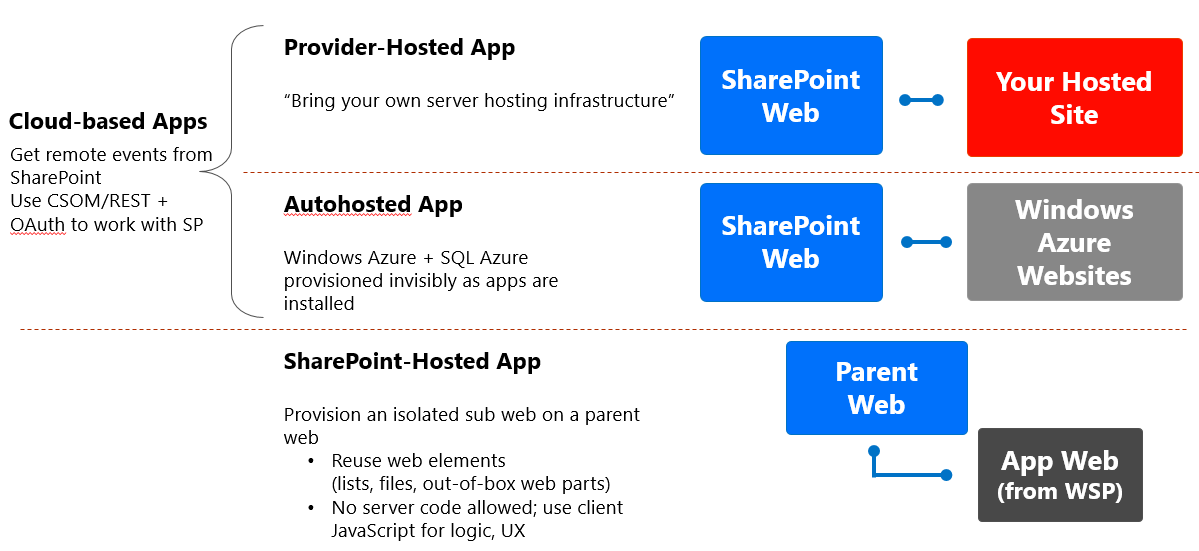 Cloud-based Apps
Get remote events from
SharePoint
Use CSOM/REST +
OAuth to work with SP
Provider-Hosted App
“Bring your own server hosting infrastructure”
SharePoint
Web
Your Hosted
Site
Autohosted App
Windows Azure + SQL Azure
provisioned invisibly as apps are
installed
SharePoint
Web
Windows
Azure
Websites
SharePoint-Hosted App
Provision an isolated sub web on a parent
web
• Reuse web elements
(lists, files, out-of-box web parts)
• No server code allowed; use client
JavaScript for logic, UX
Parent
Web
App Web
(from WSP)